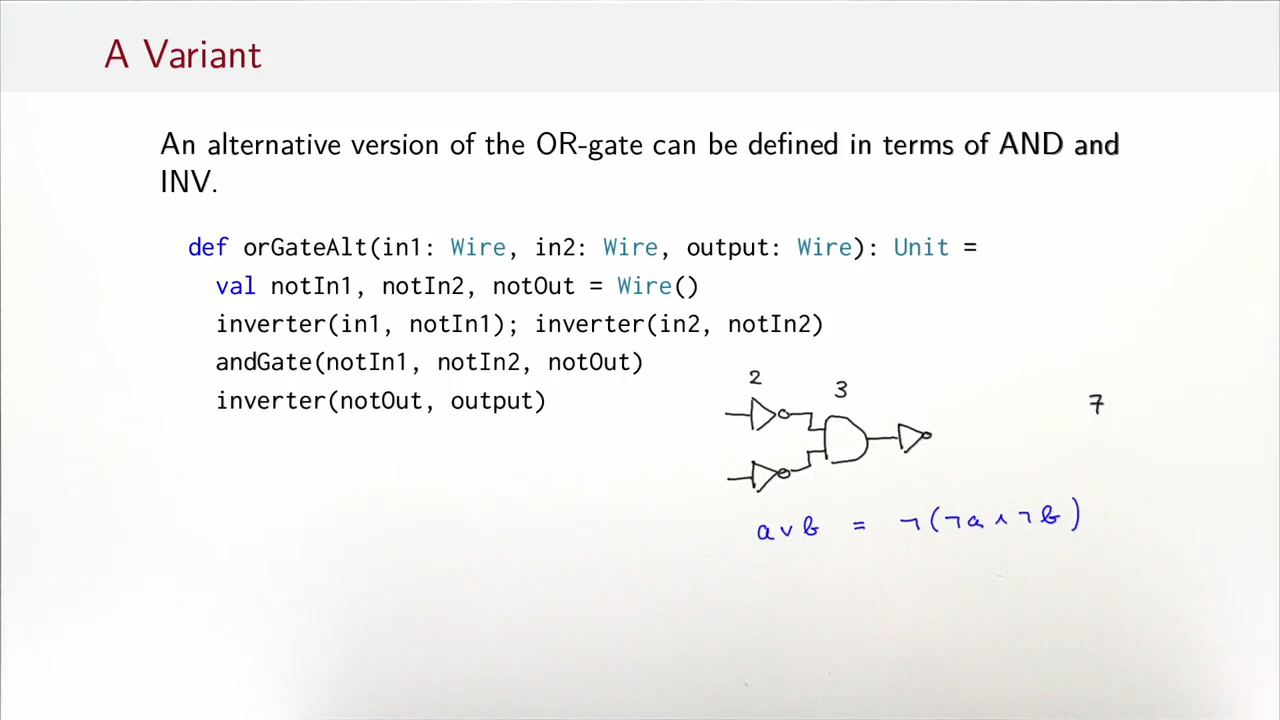 A Variant
An alternative version of the OR-gate can be defined in terms of AND and
INV.
def orGateAlt(in1: Wire, in2: Wire, output: Wire): Unit =
val notIn1, notIn2, notOut = Wire()
inverter(in1, notIn1); inverter(in2, notIn2)
andGate(notIn1, notIn2, notOut)
inverter(notOut, output)
2
3
7
a ∨ b = ¬(¬a ∧ ¬b)